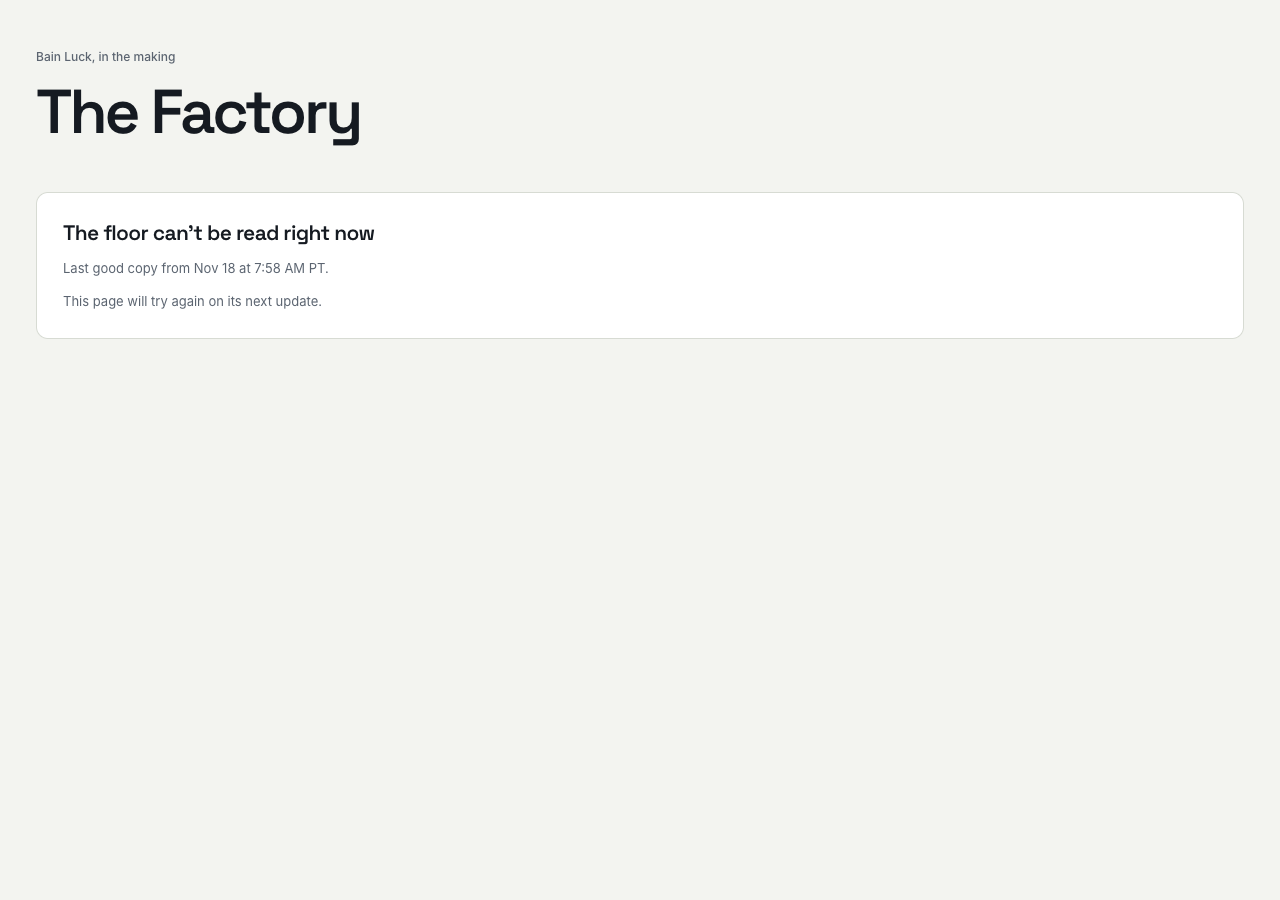 Bain Luck, in the making
The Factory
The floor can’t be read right now
Last good copy from Nov 18 at 7:58 AM PT.
This page will try again on its next update.